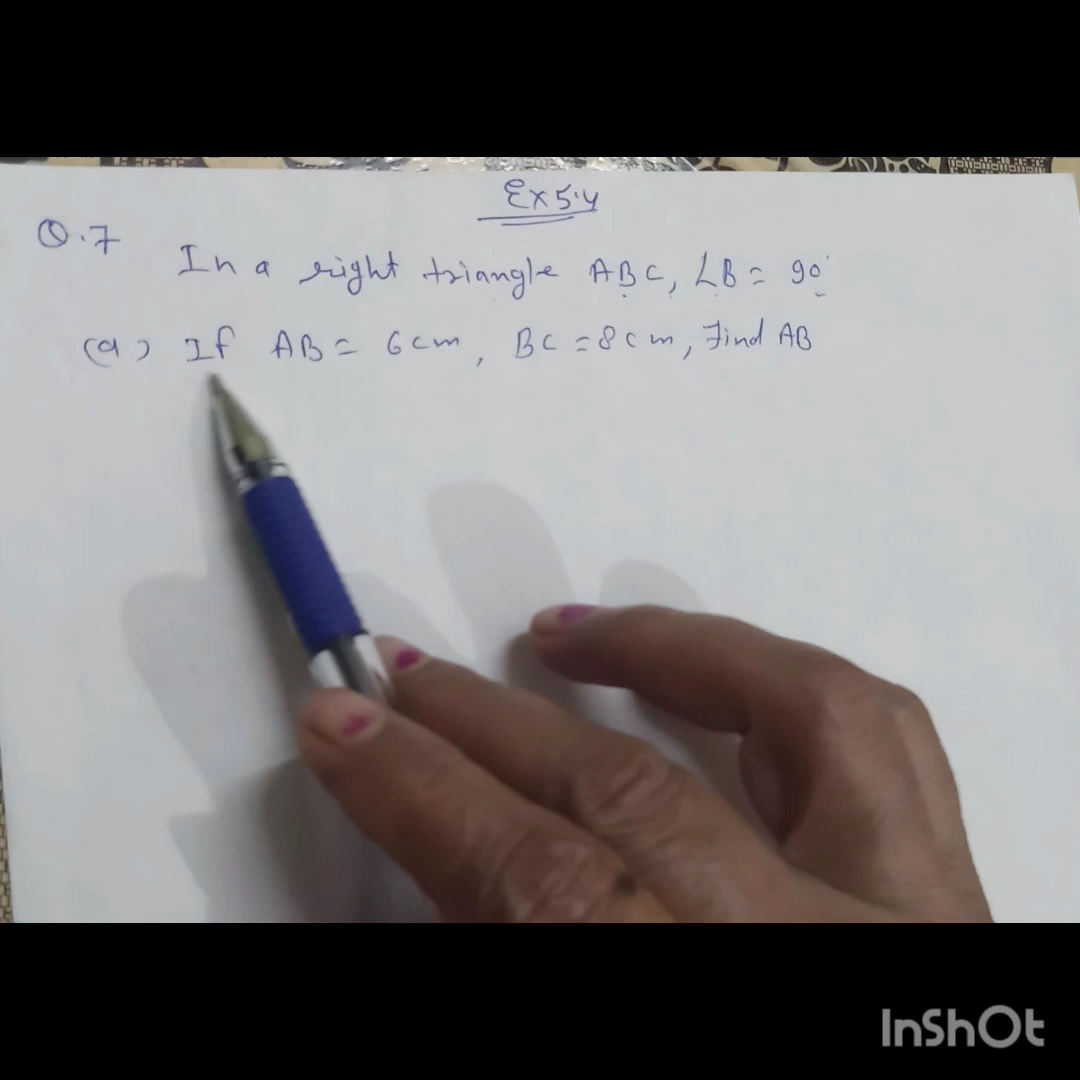 Ex 5.4
Q.7
In a right triangle ABC, ∠B = 90°
(a) If AB = 6cm, BC = 8cm, Find AB
InShOt